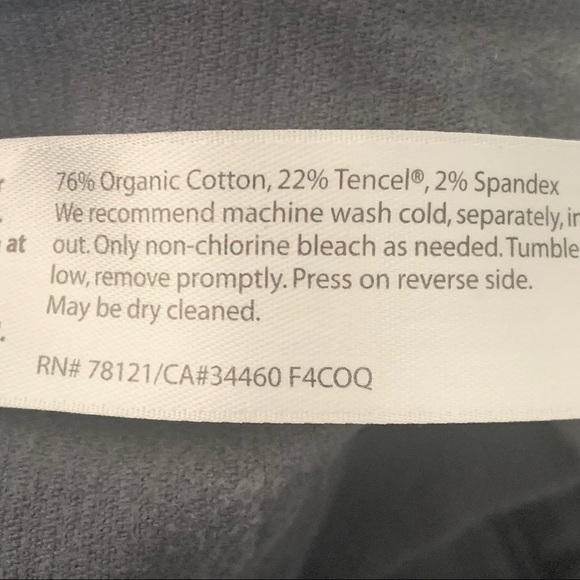 76% Organic Cotton, 22% Tencel®, 2% Spandex
We recommend machine wash cold, separately,
at out. Only non-chlorine bleach as needed. Tumble
low, remove promptly. Press on reverse side.
May be dry cleaned.
RN# 78121/CA#34460 F4COQ